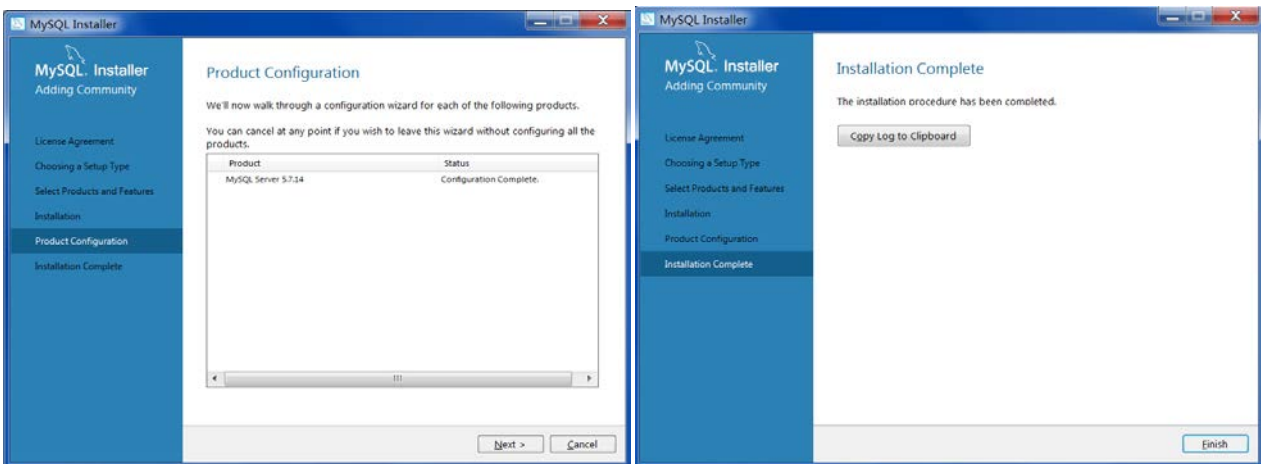 MySQL Installer
MySQL. Installer
Adding Community
License Agreement
Choosing a Setup Type
Select Products and Features
Installation
Product Configuration
Installation Complete
Product Configuration
We'll now walk through a configuration wizard for each of the following products.
You can cancel at any point if you wish to leave this wizard without configuring all the
products.
Product Status
MySQL Server 5.7.14 Configuration Complete.
Next > Cancel
MySQL Installer
MySQL. Installer
Adding Community
License Agreement
Choosing a Setup Type
Select Products and Features
Installation
Product Configuration
Installation Complete
Installation Complete
The installation procedure has been completed.
Copy Log to Clipboard
Finish